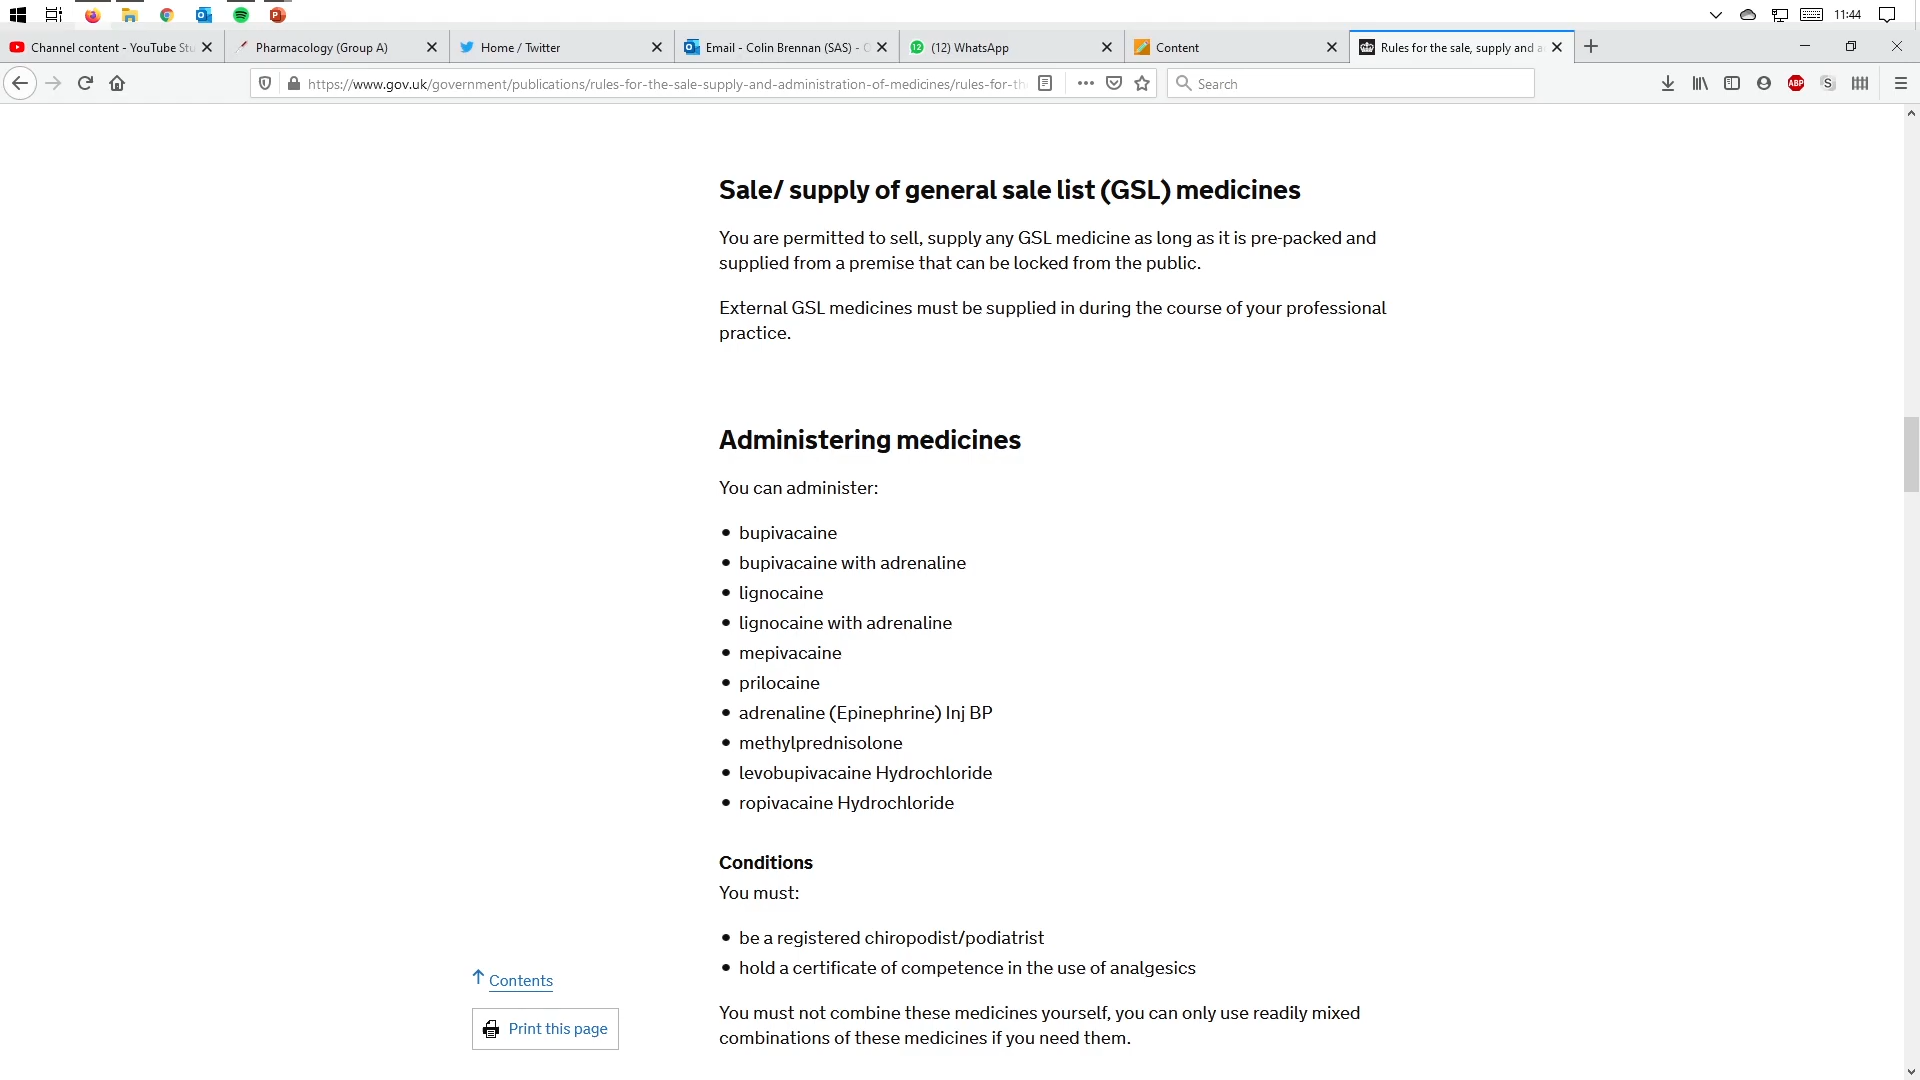 11:44
Channel content - YouTube Stu
Pharmacology (Group A)
Home / Twitter
Email - Colin Brennan (SAS) - O
(12) WhatsApp
Content
Rules for the sale, supply and a
https://www.gov.uk/government/publications/rules-for-the-sale-supply-and-administration-of-medicines/rules-for-th
Search
ABP
Sale/ supply of general sale list (GSL) medicines
You are permitted to sell, supply any GSL medicine as long as it is pre-packed and
supplied from a premise that can be locked from the public.
External GSL medicines must be supplied in during the course of your professional
practice.
Administering medicines
You can administer:
• bupivacaine
• bupivacaine with adrenaline
• lignocaine
• lignocaine with adrenaline
• mepivacaine
• prilocaine
• adrenaline (Epinephrine) Inj BP
• methylprednisolone
• levobupivacaine Hydrochloride
• ropivacaine Hydrochloride
Conditions
You must:
• be a registered chiropodist/podiatrist
• hold a certificate of competence in the use of analgesics
You must not combine these medicines yourself, you can only use readily mixed
combinations of these medicines if you need them.
↑ Contents
Print this page